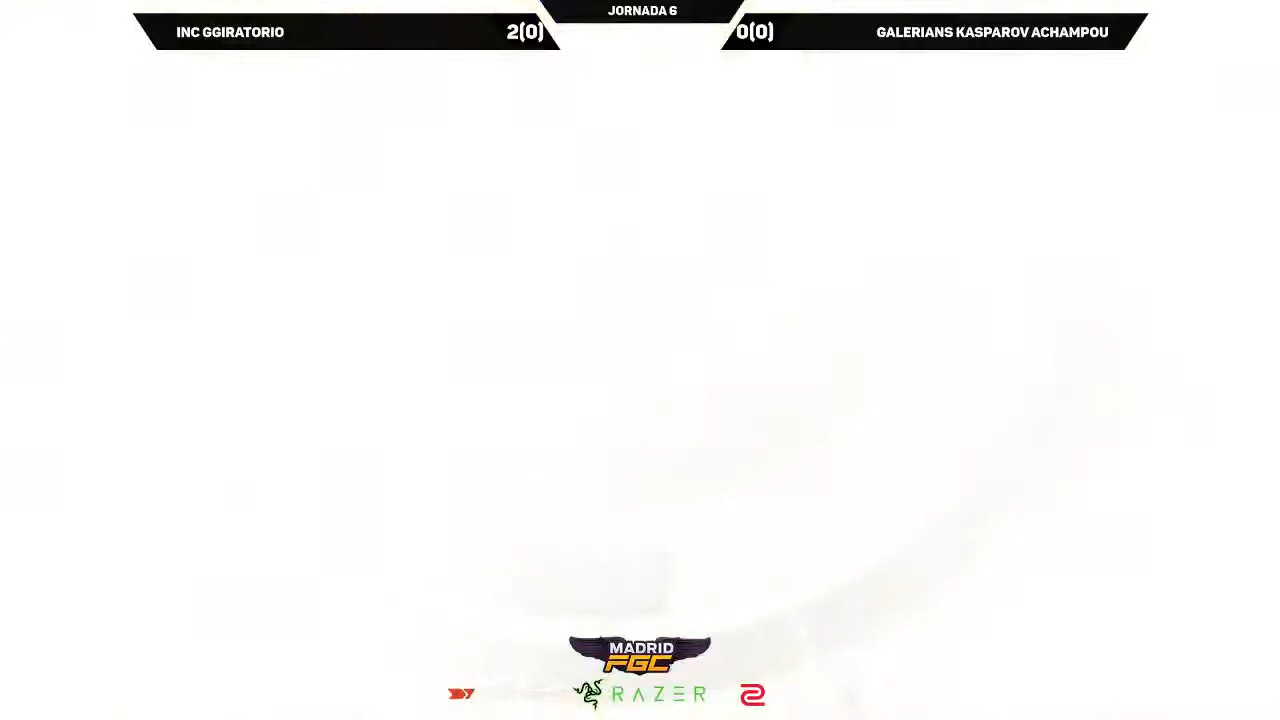 JORNADA 6
INC GGIRATORIO
2(0)
0(0)
GALERIANS KASPAROV ACHAMPOU
MADRID
FGC
RAZER